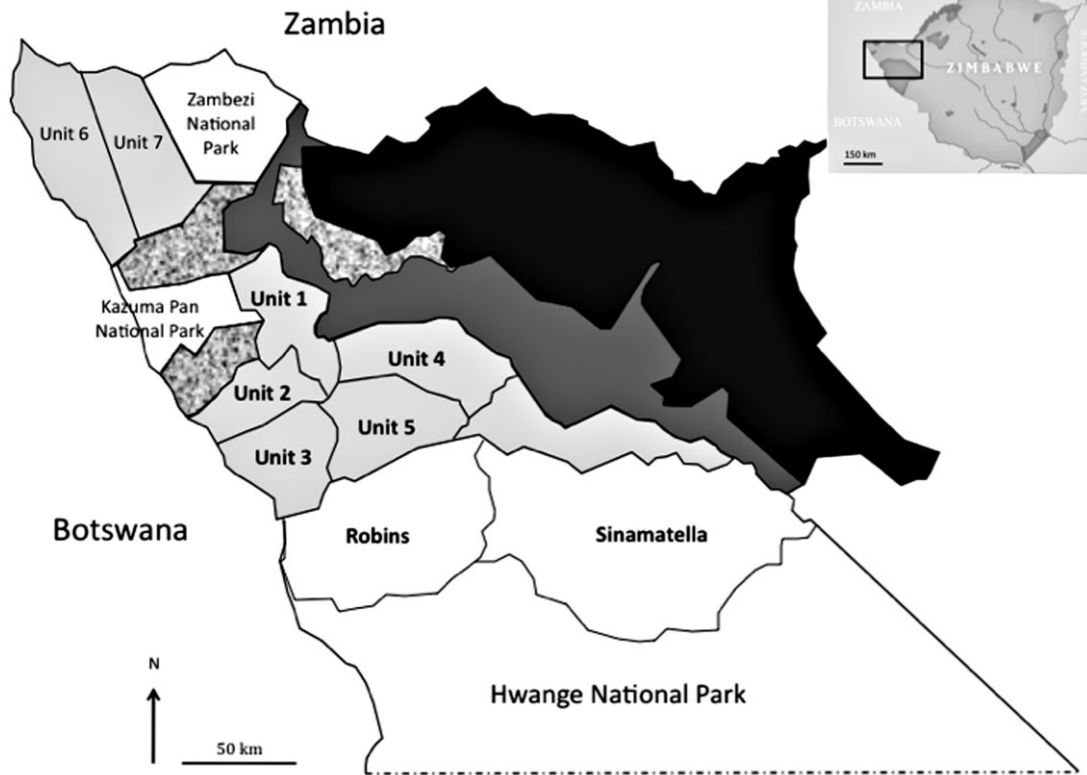 Zambia
ZAMBIA
ZIMBABWE
BOTSWANA
150 km
Zambezi
National
Park
Unit 6
Unit 7
Kazuma Pan
National Park
Unit 1
Unit 4
Unit 2
Unit 5
Unit 3
Botswana
Robins
Sinamatella
N
Hwange National Park
50 km